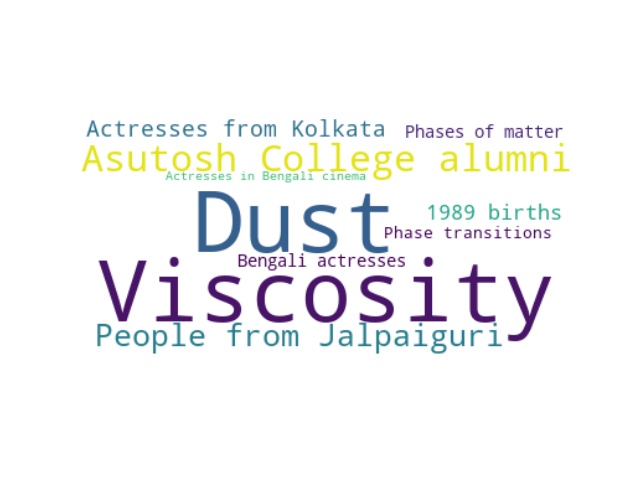 Actresses from Kolkata
Phases of matter
Asutosh College alumni
Actresses in Bengali cinema
Dust
1989 births
Phase transitions
Bengali actresses
Viscosity
People from Jalpaiguri